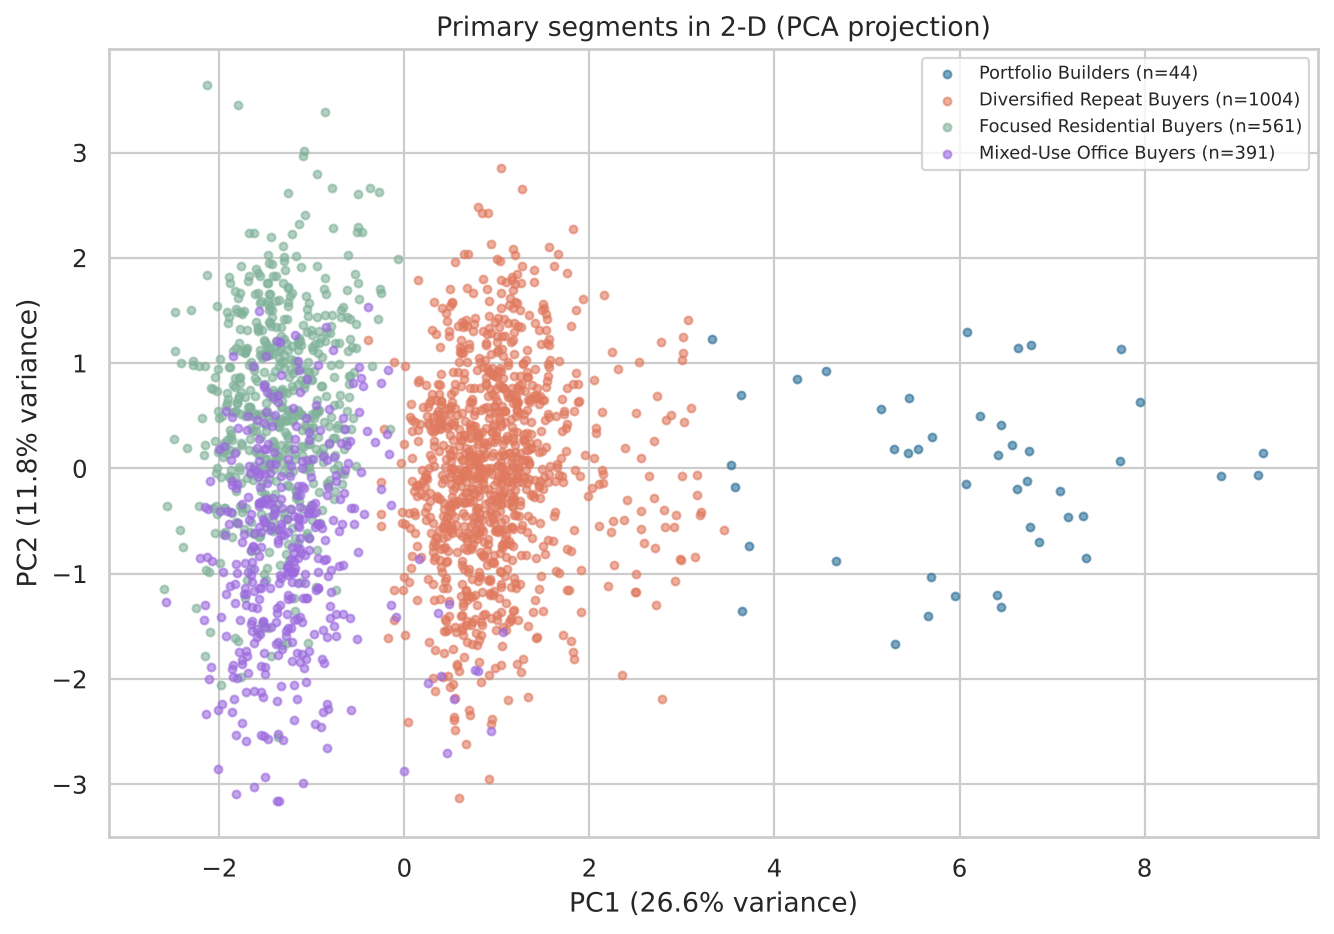 Primary segments in 2-D (PCA projection)
Portfolio Builders (n=44)
Diversified Repeat Buyers (n=1004)
Focused Residential Buyers (n=561)
Mixed-Use Office Buyers (n=391)
PC2 (11.8% variance)
3
2
1
0
−1
−2
−3
−2 0 2 4 6 8
PC1 (26.6% variance)